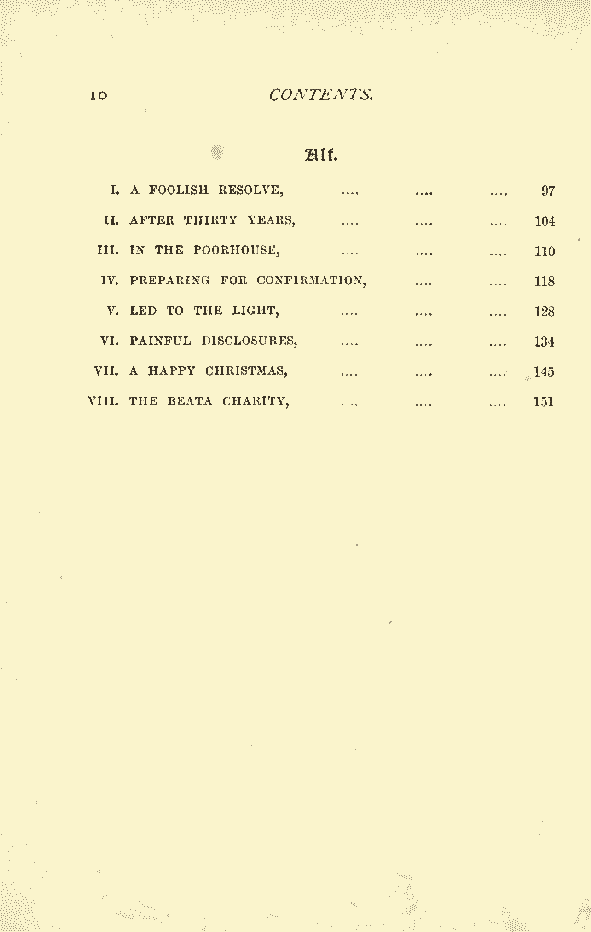 10 CONTENTS.
Alf.
I. A FOOLISH RESOLVE, .... .... .... 97
II. AFTER THIRTY YEARS, .... .... .... 104
III. IN THE POORHOUSE, .... .... .... 110
IV. PREPARING FOR CONFIRMATION, .... .... 118
V. LED TO THE LIGHT, .... .... .... 128
VI. PAINFUL DISCLOSURES, .... .... .... 134
VII. A HAPPY CHRISTMAS, .... .... .... 145
VIII. THE BEATA CHARITY, .... .... .... 151